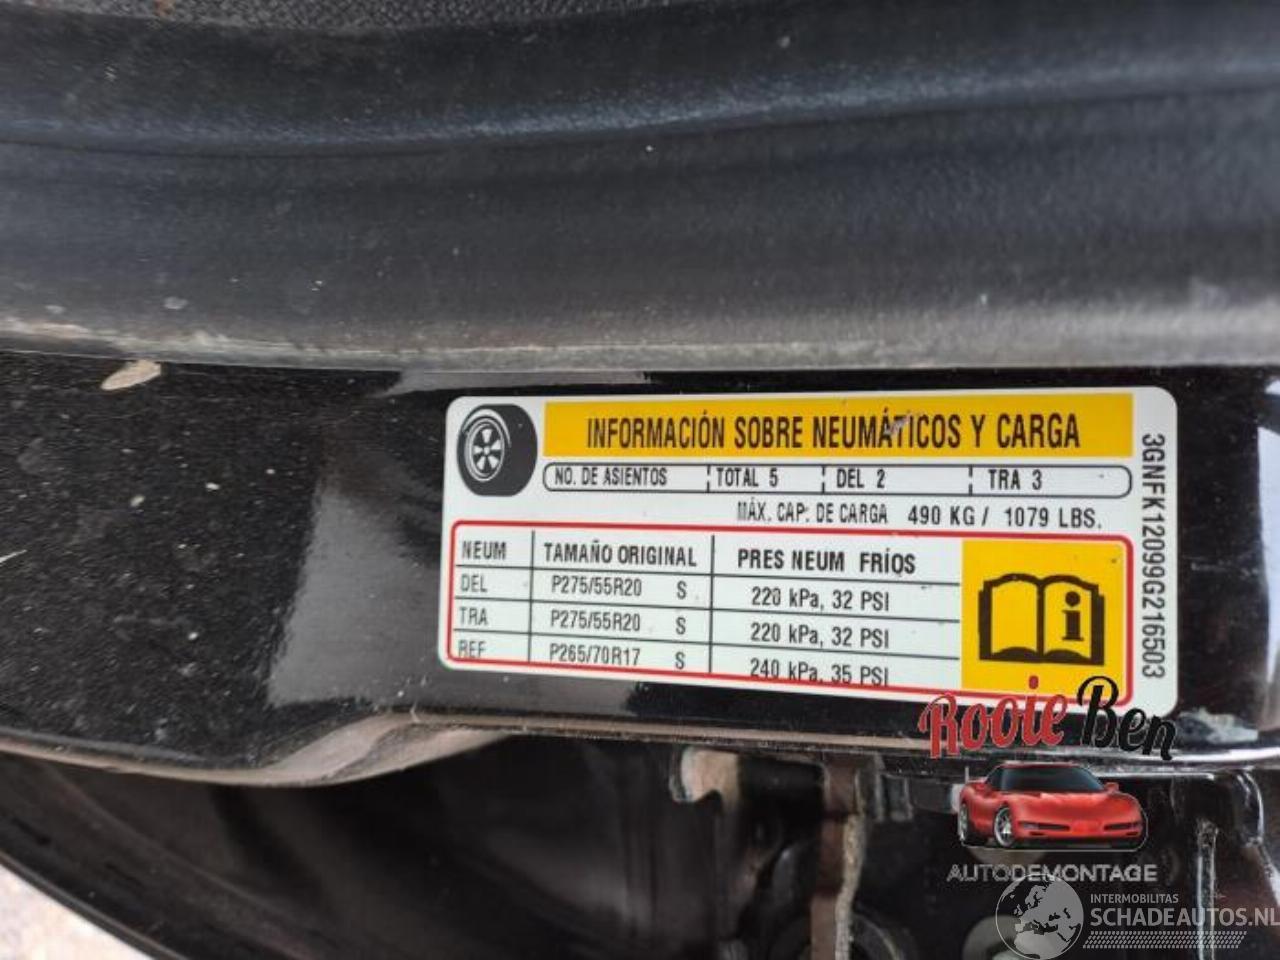 INFORMACIÓN SOBRE NEUMÁTICOS Y CARGA
NO. DE ASIENTOS TOTAL 5 DEL 2 TRA 3
MÁX. CAP. DE CARGA 490 KG / 1079 LBS.
NEUM TAMAÑO ORIGINAL PRES NEUM FRÍOS
DEL P275/55R20 S 220 kPa, 32 PSI
TRA P275/55R20 S 220 kPa, 32 PSI
REF P265/70R17 S 240 kPa, 35 PSI
3GNFK12099G216503
Rooie Ben
AUTODEMONTAGE
INTERMOBILITAS
SCHADEAUTOS.NL